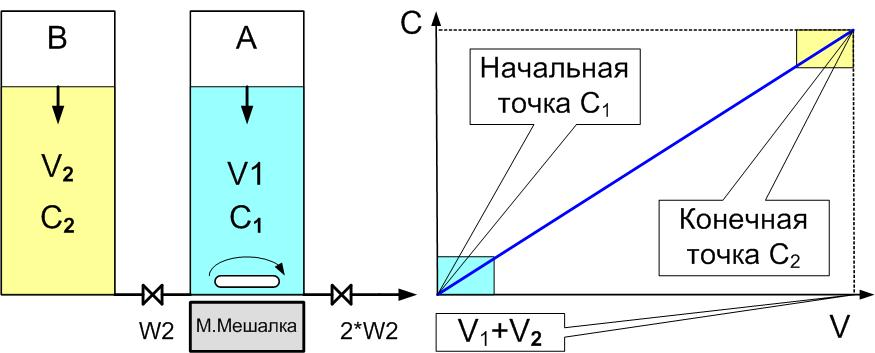 B
A
V₂
C₂
V1
C₁
W2
М.Мешалка
2*W2
C
Начальная
точка C₁
Конечная
точка C₂
V₁+V₂
V